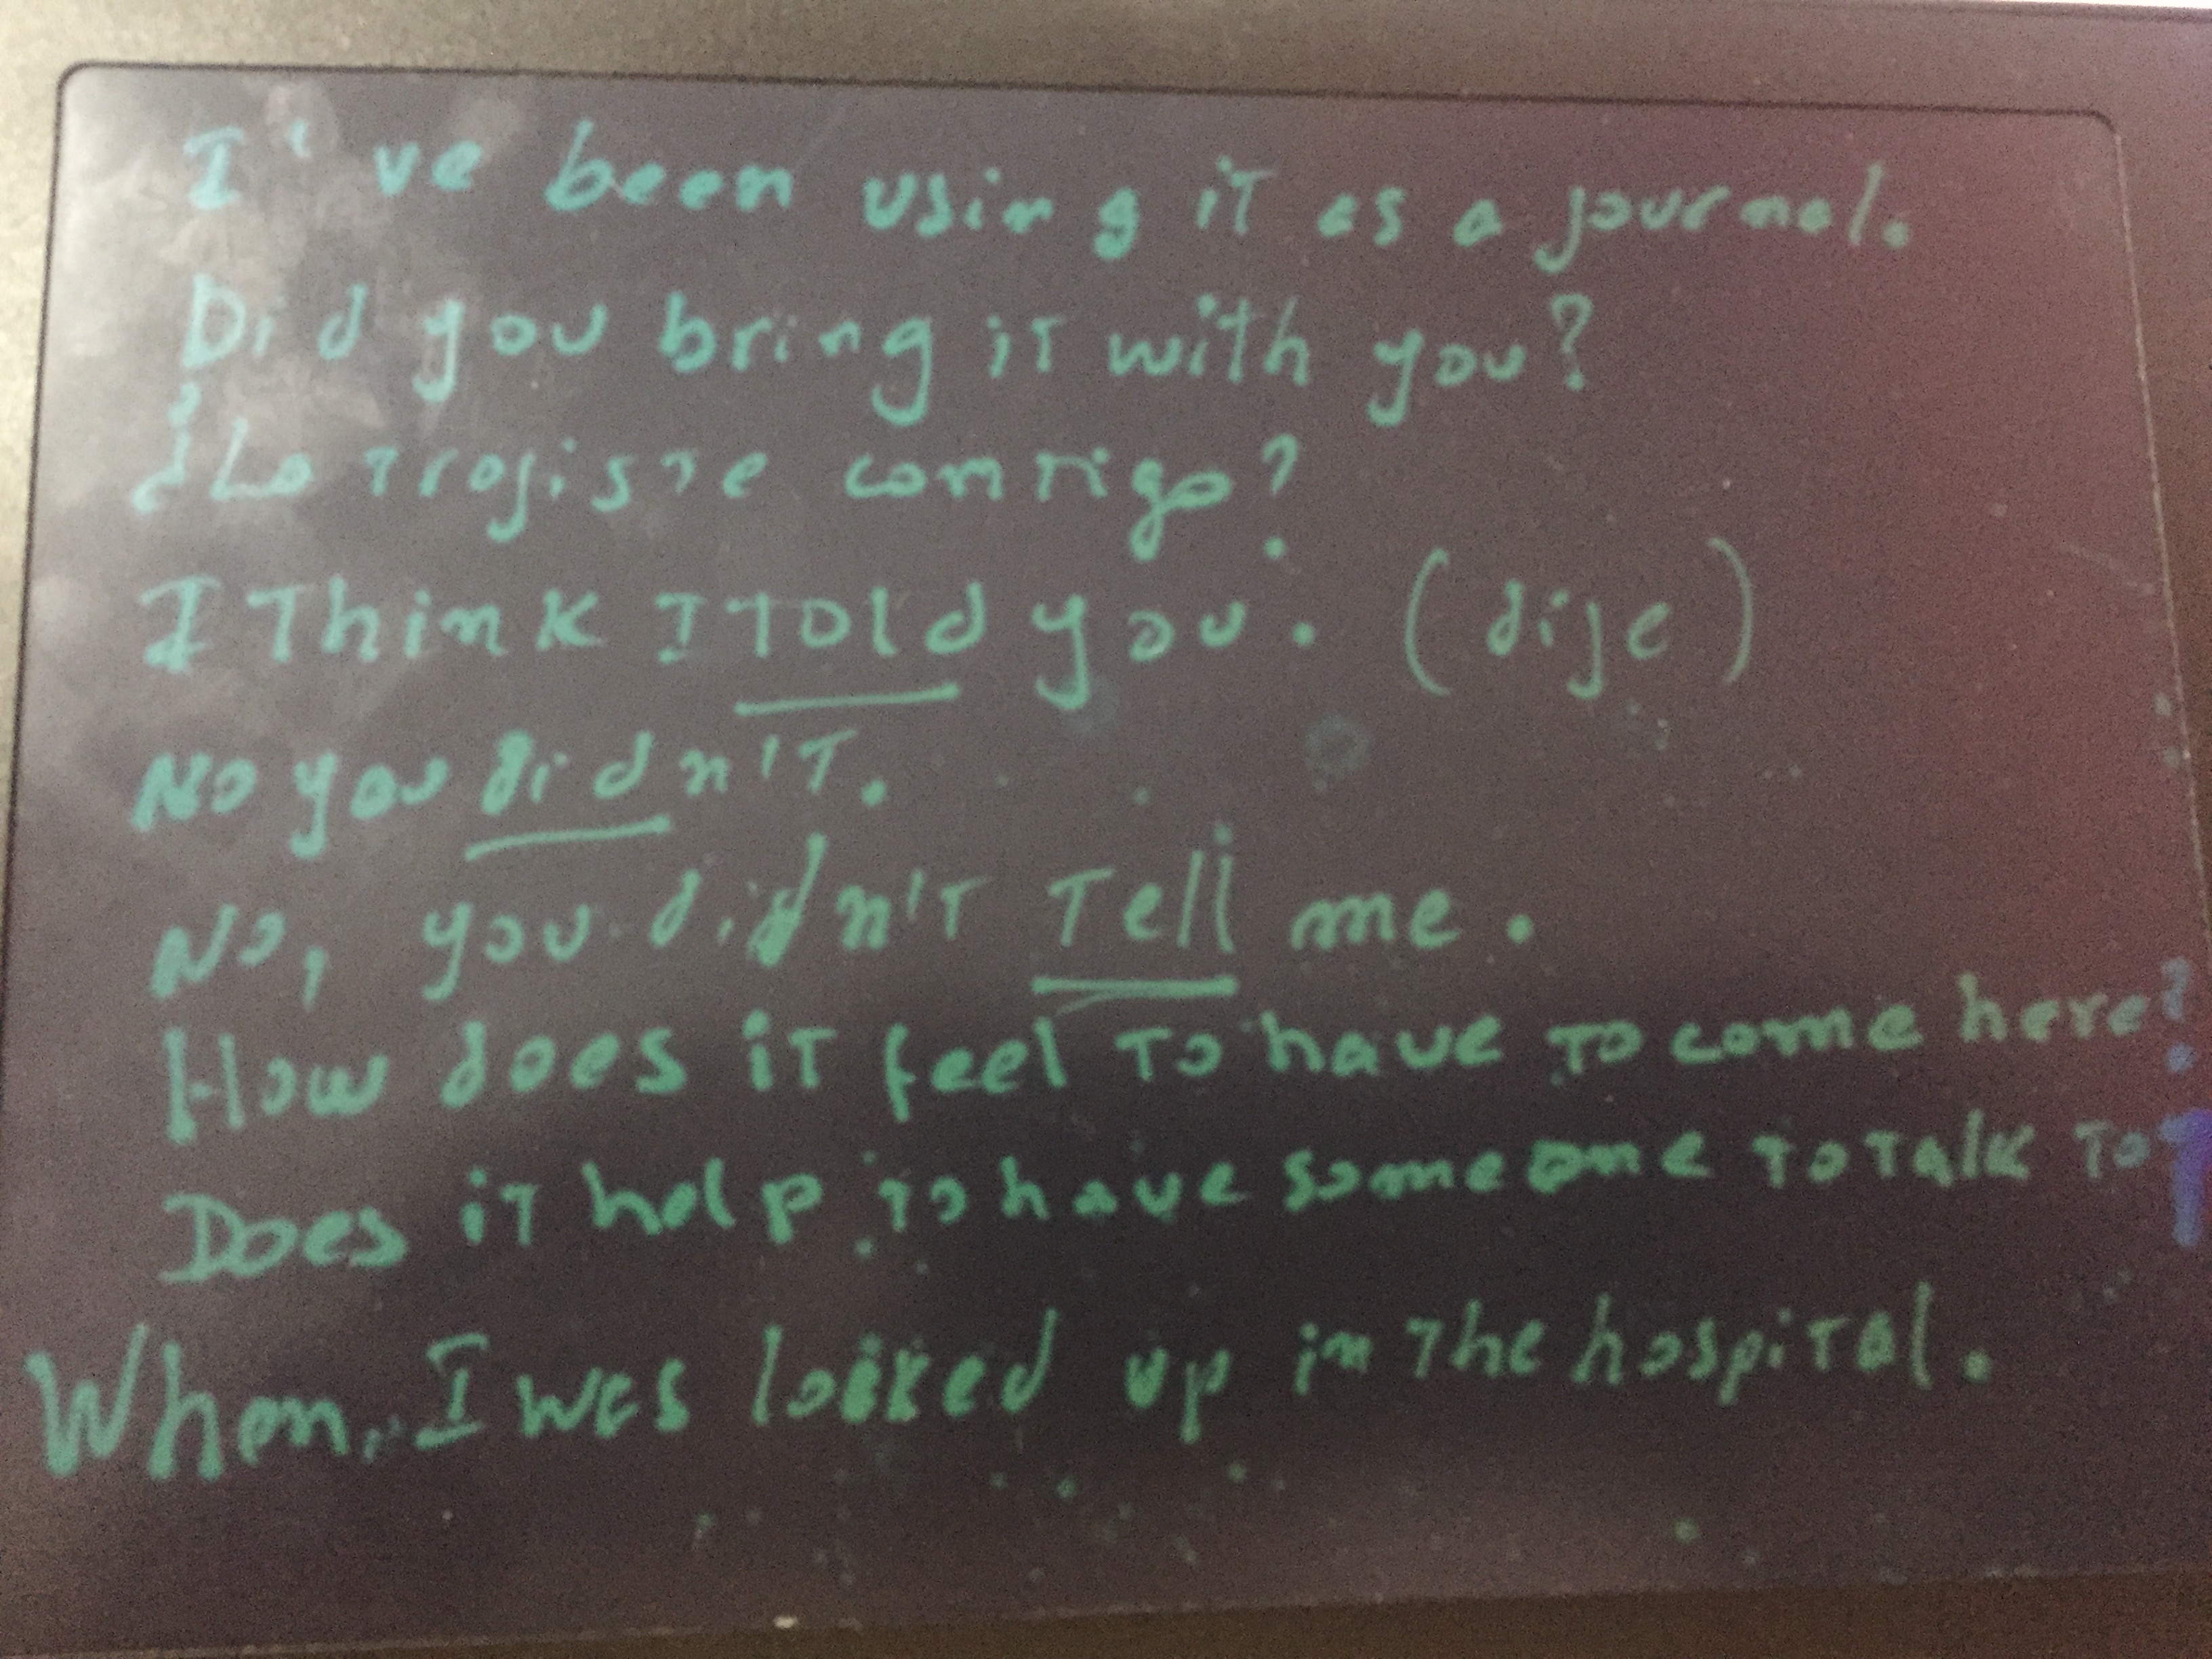 I've been using it as a journal.
Did you bring it with you?
¿Lo trajiste contigo?
I Think I told you. (dije)
No you didn't.
No, you didn't Tell me.
How does it feel to have to come here?
Does it help to have someone to talk to?
When, I was locked up in the hospital.